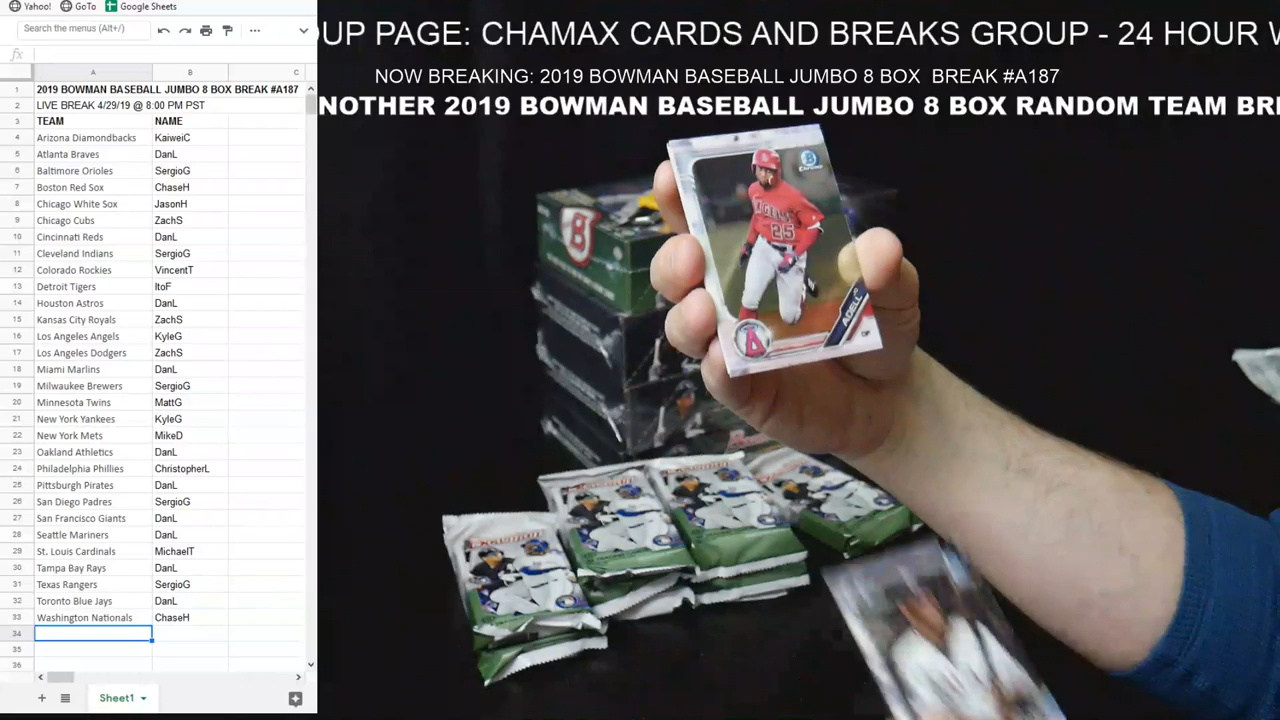 Yahoo! GoTo Google Sheets
Search the menus (Alt+/)
fx
A B C
1 2019 BOWMAN BASEBALL JUMBO 8 BOX BREAK #A187
2 LIVE BREAK 4/29/19 @ 8:00 PM PST
3 TEAM NAME
4 Arizona Diamondbacks KaiweiC
5 Atlanta Braves DanL
6 Baltimore Orioles SergioG
7 Boston Red Sox ChaseH
8 Chicago White Sox JasonH
9 Chicago Cubs ZachS
10 Cincinnati Reds DanL
11 Cleveland Indians SergioG
12 Colorado Rockies VincentT
13 Detroit Tigers ItoF
14 Houston Astros DanL
15 Kansas City Royals ZachS
16 Los Angeles Angels KyleG
17 Los Angeles Dodgers ZachS
18 Miami Marlins DanL
19 Milwaukee Brewers SergioG
20 Minnesota Twins MattG
21 New York Yankees KyleG
22 New York Mets MikeD
23 Oakland Athletics DanL
24 Philadelphia Phillies ChristopherL
25 Pittsburgh Pirates DanL
26 San Diego Padres SergioG
27 San Francisco Giants DanL
28 Seattle Mariners DanL
29 St. Louis Cardinals MichaelT
30 Tampa Bay Rays DanL
31 Texas Rangers SergioG
32 Toronto Blue Jays DanL
33 Washington Nationals ChaseH
34
35
36
Sheet1
OUP PAGE: CHAMAX CARDS AND BREAKS GROUP - 24 HOUR W
NOW BREAKING: 2019 BOWMAN BASEBALL JUMBO 8 BOX BREAK #A187
NOTHER 2019 BOWMAN BASEBALL JUMBO 8 BOX RANDOM TEAM BRE
ANGELS
25
ADELL